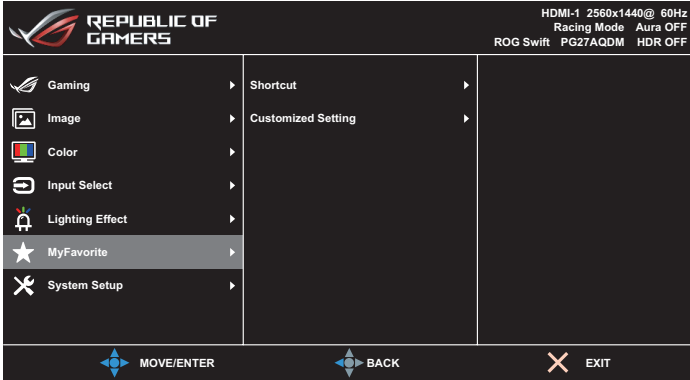 REPUBLIC OF
GAMERS
HDMI-1 2560x1440@ 60Hz
Racing Mode Aura OFF
ROG Swift PG27AQDM HDR OFF
Gaming
Image
Color
Input Select
Lighting Effect
MyFavorite
System Setup
Shortcut
Customized Setting
MOVE/ENTER
BACK
EXIT